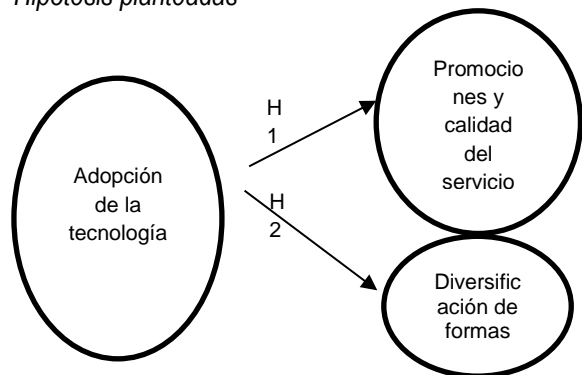 Hipótesis planteadas
Adopción
de la
tecnología
H
1
H
2
Promocio
nes y
calidad
del
servicio
Diversific
ación de
formas